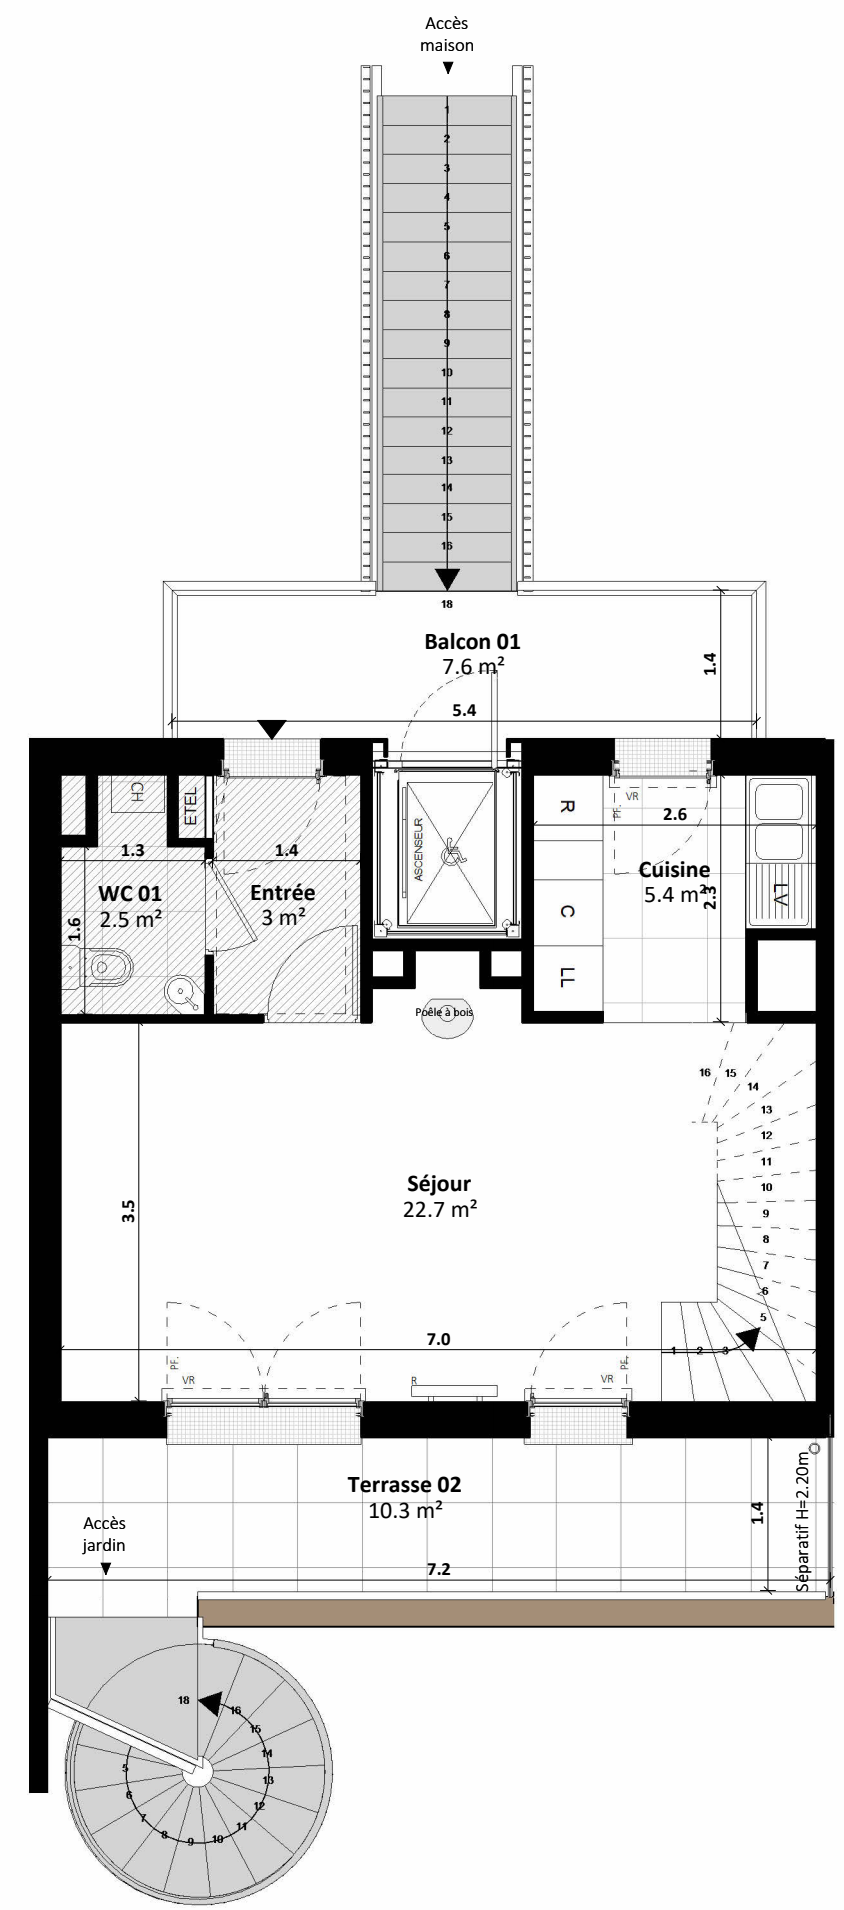 Accès
maison
1
2
3
4
5
6
7
8
9
10
11
12
13
14
15
16
18
Balcon 01
7.6 m²
1.4
5.4
CH
ETEL
ASCENSEUR
R
PF.
VR
2.6
1.3
1.4
WC 01
2.5 m²
Entrée
3 m²
Cuisine
5.4 m²
2.3
LV
C
1.6
LL
Poêle à bois
16
15
14
13
12
11
10
9
8
7
6
5
1
2
3
Séjour
22.7 m²
3.5
7.0
PF.
VR
R
VR
PF.
Terrasse 02
10.3 m²
1.4
Séparatif H=2.20m
Accès
jardin
7.2
18
16
15
14
13
12
11
10
9
8
7
6
5